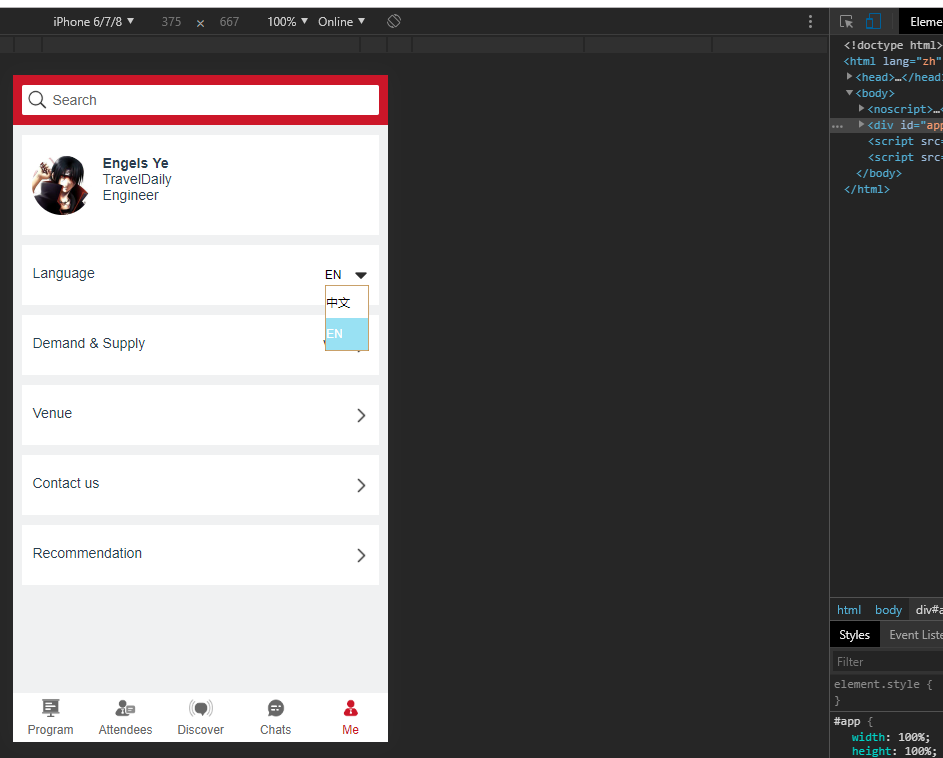 iPhone 6/7/8 ▼ 375 × 667 100% ▼ Online ▼
Search
Engels Ye
TravelDaily
Engineer
Language EN
中文
EN
Demand & Supply
Venue
Contact us
Recommendation
Program Attendees Discover Chats Me
Eleme
<!doctype html>
<html lang="zh"
▶<head>…</head
▼<body>
▶<noscript>…<
… ▶<div id="app
<script src=
<script src=
</body>
</html>
html body div#a
Styles Event Liste
Filter
element.style {
}
#app {
width: 100%;
height: 100%;